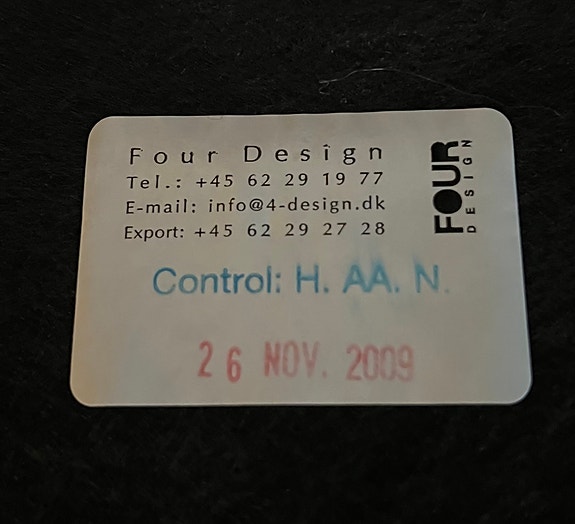 Four Design
Tel.: +45 62 29 19 77
E-mail: info@4-design.dk
Export: +45 62 29 27 28
FOUR
DESIGN
Control: H. AA. N.
26 NOV. 2009